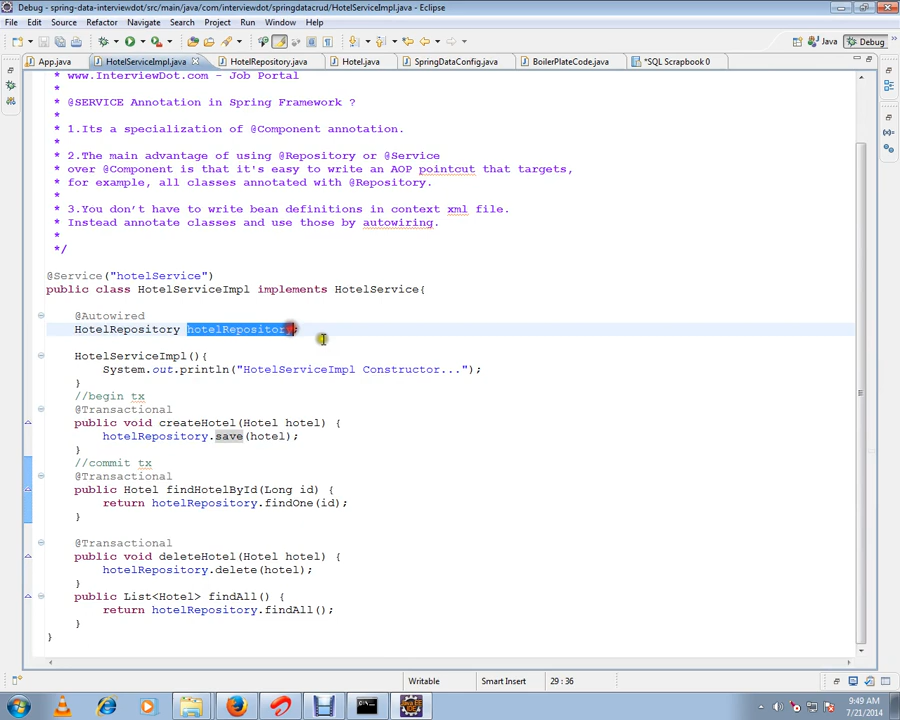 Debug - spring-data-interviewdot/src/main/java/com/interviewdot/springdatacrud/HotelServiceImpl.java - Eclipse
File Edit Source Refactor Navigate Search Project Run Window Help
Java Debug
App.java HotelServiceImpl.java HotelRepository.java Hotel.java SpringDataConfig.java BoilerPlateCode.java *SQL Scrapbook 0
* www.InterviewDot.com - Job Portal
*
* @SERVICE Annotation in Spring Framework ?
*
* 1.Its a specialization of @Component annotation.
*
* 2.The main advantage of using @Repository or @Service
* over @Component is that it's easy to write an AOP pointcut that targets,
* for example, all classes annotated with @Repository.
*
* 3.You don't have to write bean definitions in context xml file.
* Instead annotate classes and use those by autowiring.
*
*/
@Service("hotelService")
public class HotelServiceImpl implements HotelService{
@Autowired
HotelRepository hotelRepository;
HotelServiceImpl(){
System.out.println("HotelServiceImpl Constructor...");
}
//begin tx
@Transactional
public void createHotel(Hotel hotel) {
hotelRepository.save(hotel);
}
//commit tx
@Transactional
public Hotel findHotelById(Long id) {
return hotelRepository.findOne(id);
}
@Transactional
public void deleteHotel(Hotel hotel) {
hotelRepository.delete(hotel);
}
public List<Hotel> findAll() {
return hotelRepository.findAll();
}
}
Writable Smart Insert 29 : 36
9:49 AM
7/21/2014